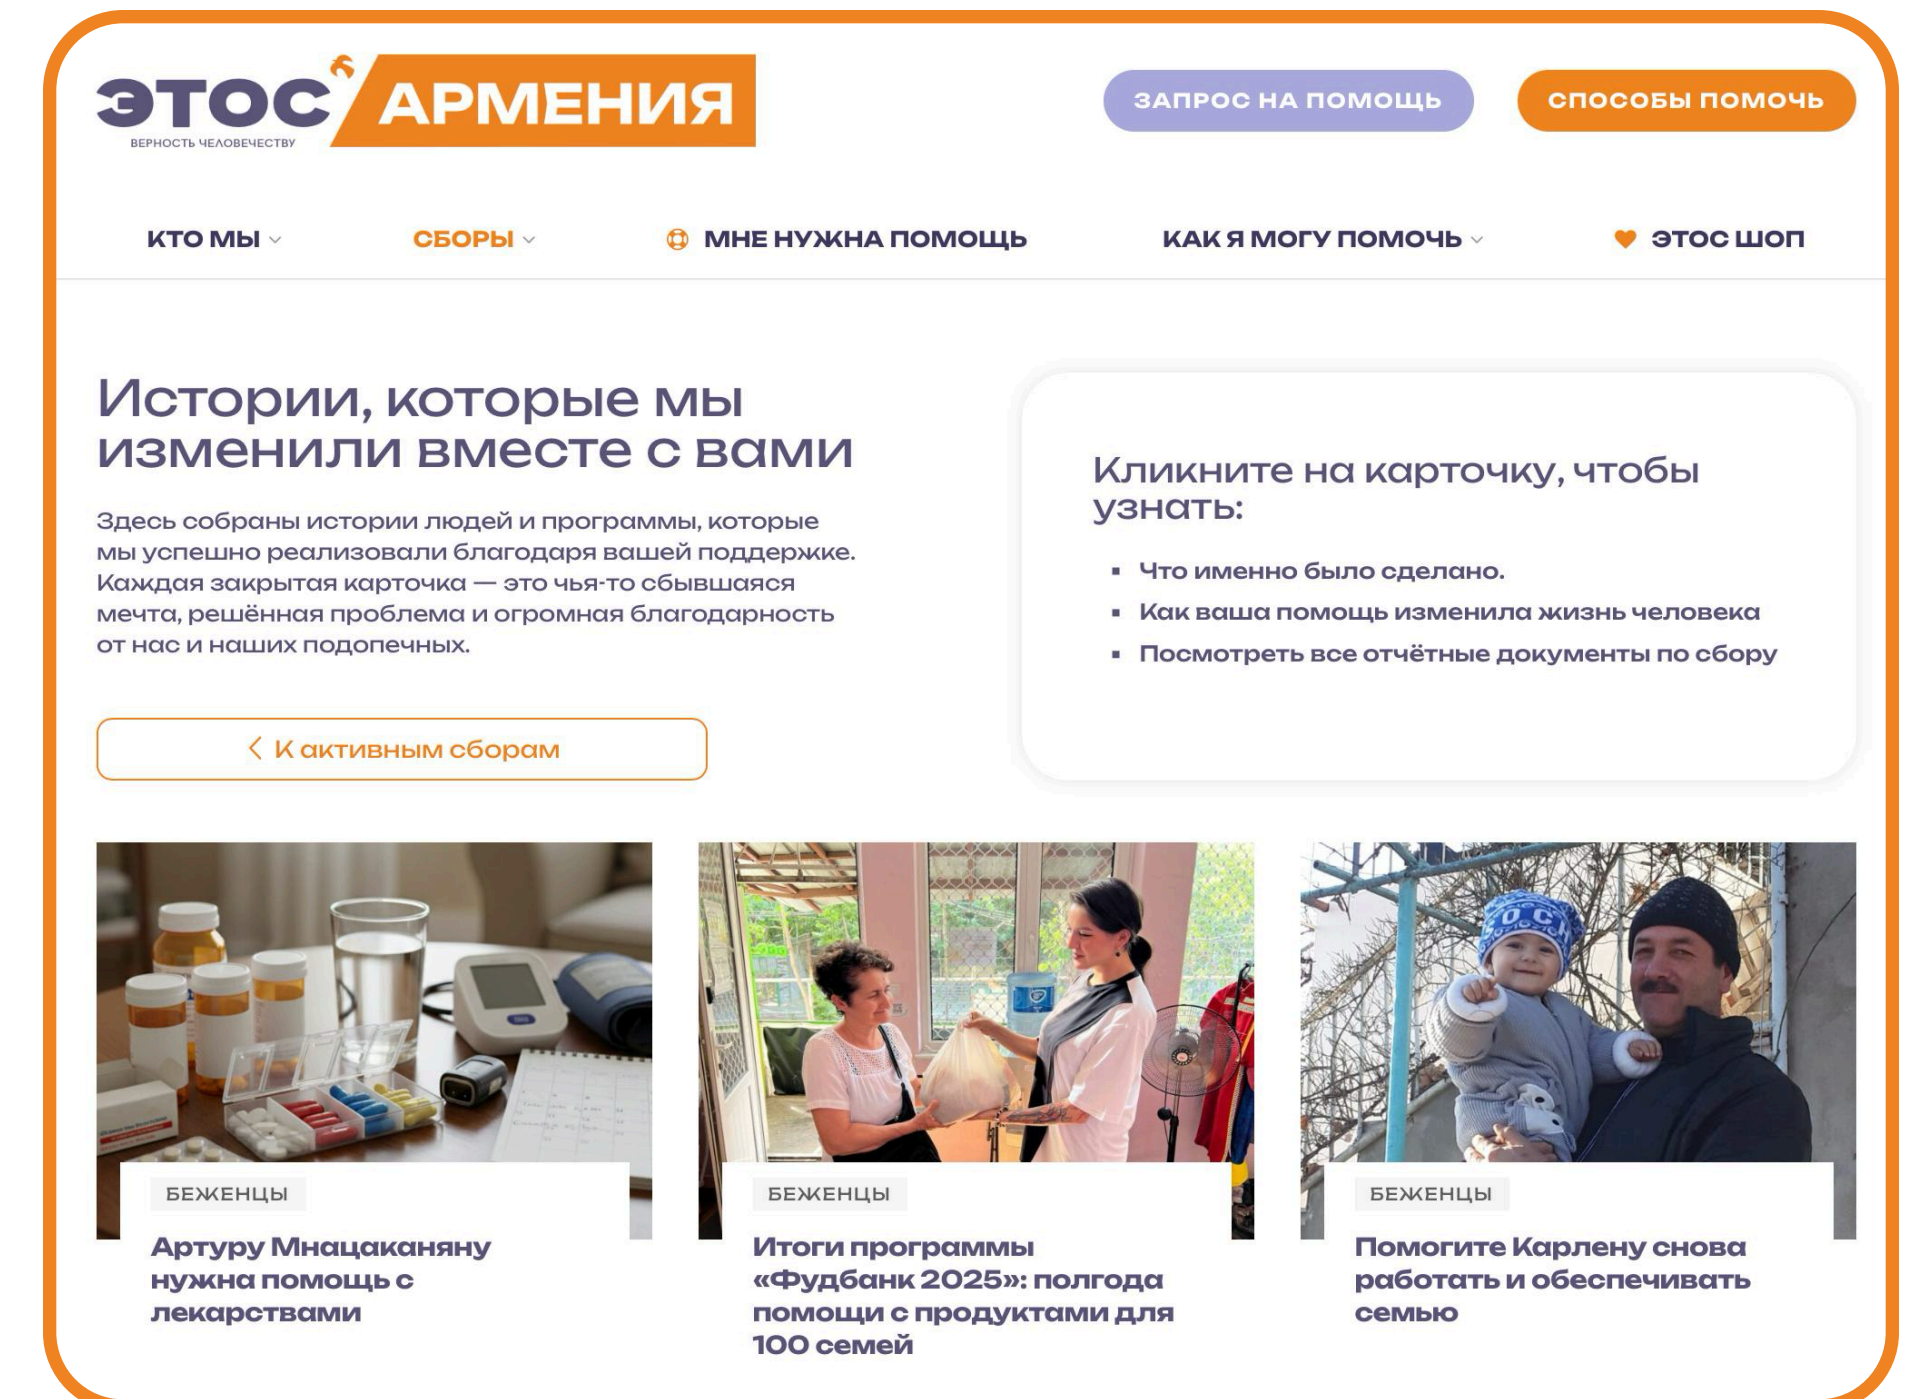 ЭТОС
АРМЕНИЯ
ВЕРНОСТЬ ЧЕЛОВЕЧЕСТВУ
ЗАПРОС НА ПОМОЩЬ
СПОСОБЫ ПОМОЧЬ
КТО МЫ
СБОРЫ
МНЕ НУЖНА ПОМОЩЬ
КАК Я МОГУ ПОМОЧЬ
ЭТОС ШОП
Истории, которые мы
изменили вместе с вами
Здесь собраны истории людей и программы, которые
мы успешно реализовали благодаря вашей поддержке.
Каждая закрытая карточка — это чья-то сбывшаяся
мечта, решённая проблема и огромная благодарность
от нас и наших подопечных.
К активным сборам
Кликните на карточку, чтобы
узнать:
Что именно было сделано.
Как ваша помощь изменила жизнь человека
Посмотреть все отчётные документы по сбору
БЕЖЕНЦЫ
Артуру Мнацаканяну
нужна помощь с
лекарствами
БЕЖЕНЦЫ
Итоги программы
«Фудбанк 2025»: полгода
помощи с продуктами для
100 семей
БЕЖЕНЦЫ
Помогите Карлену снова
работать и обеспечивать
семью